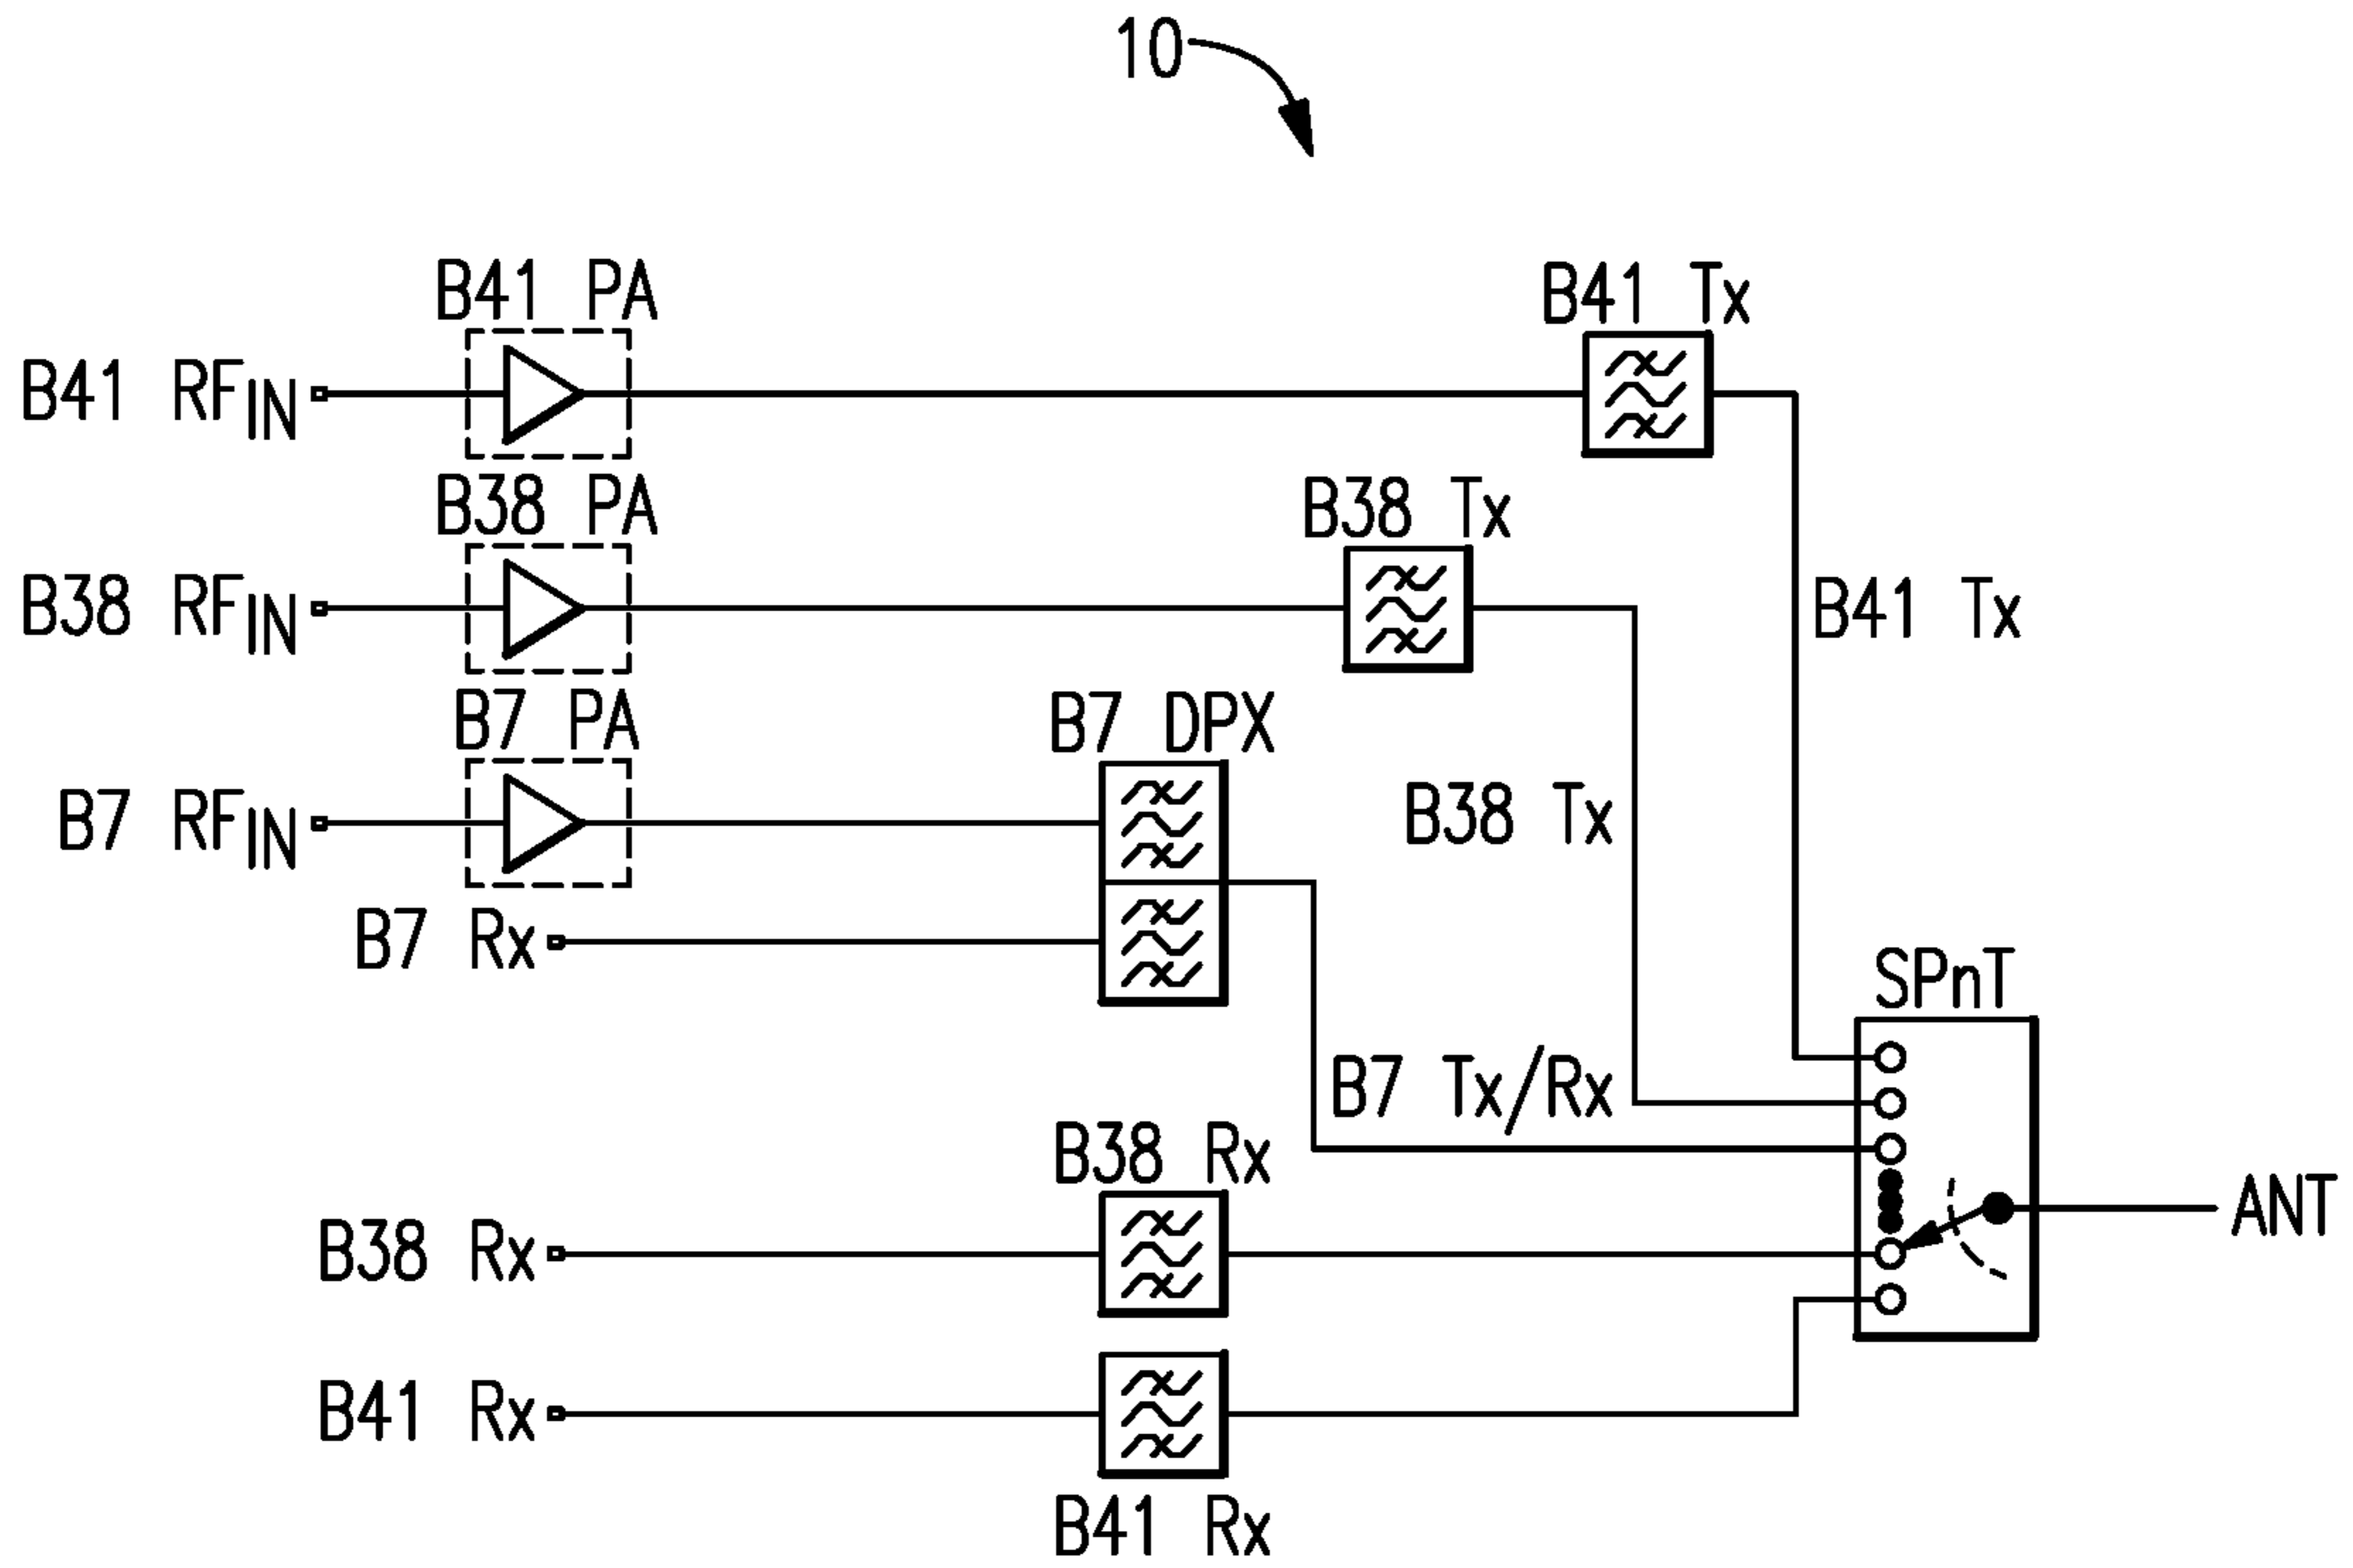 10
B41 PA
B41 Tx
B41 RFIN
B38 PA
B38 Tx
B38 RFIN
B41 Tx
B7 PA
B7 DPX
B7 RFIN
B38 Tx
B7 Rx
SPnT
B7 Tx/Rx
B38 Rx
ANT
B38 Rx
B41 Rx
B41 Rx